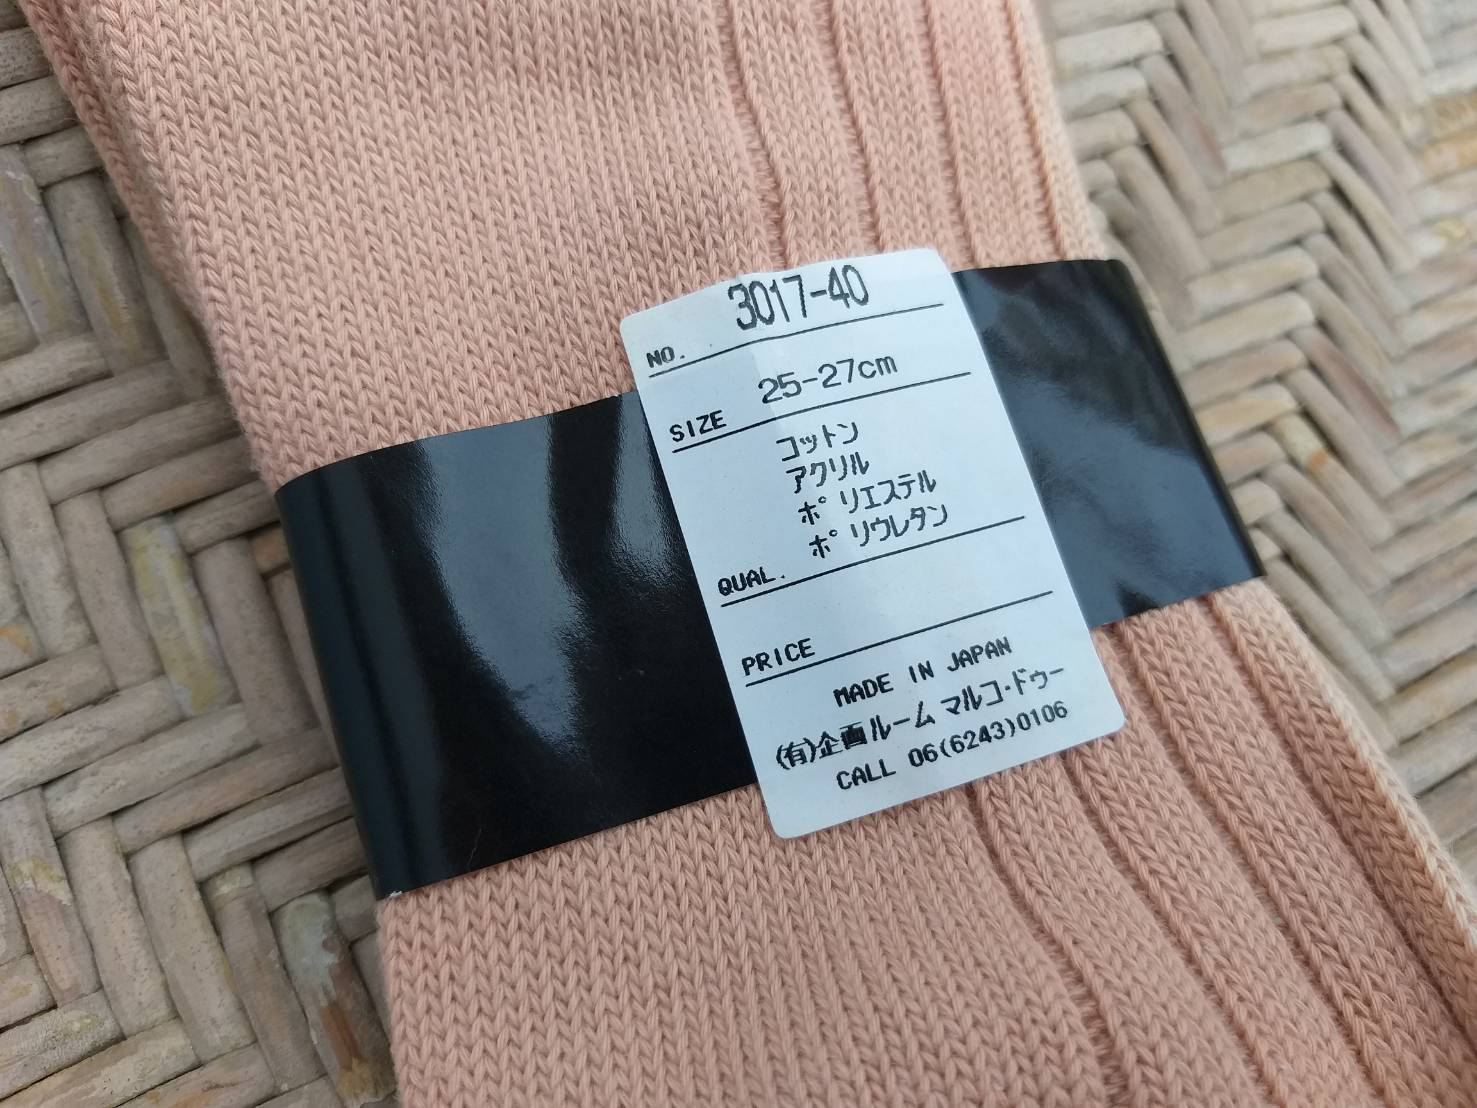 NO. 3017-40
SIZE 25-27cm
コットン
アクリル
ポリエステル
ポリウレタン
QUAL.
PRICE
MADE IN JAPAN
(有)企画ルーム マルコ・ドゥー
CALL 06(6243)0106